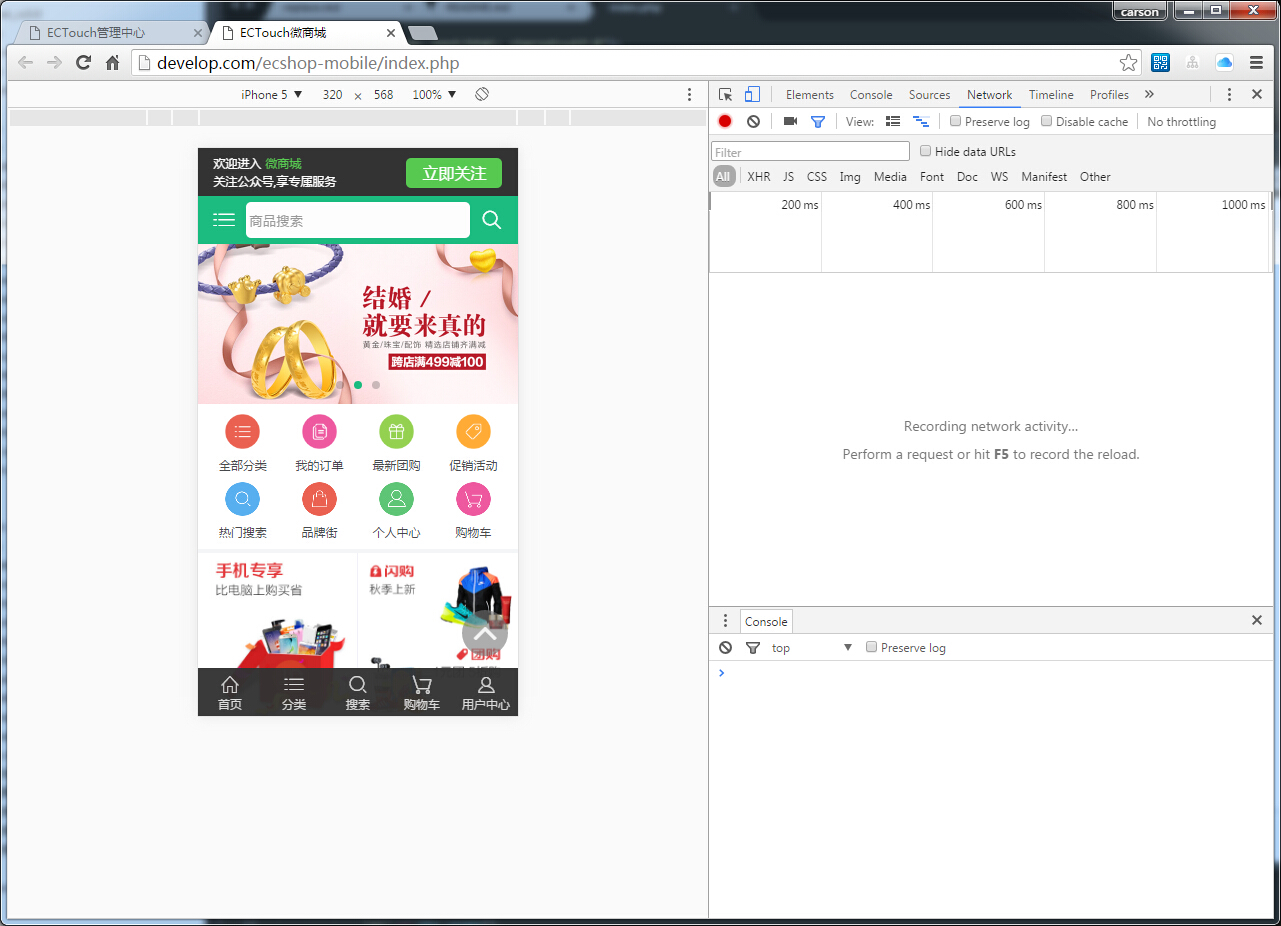 carson
ECTouch管理中心
ECTouch微商城
develop.com/ecshop-mobile/index.php
iPhone 5 ▼ 320 × 568 100% ▼
Elements Console Sources Network Timeline Profiles »
View: Preserve log Disable cache No throttling
Filter Hide data URLs
All XHR JS CSS Img Media Font Doc WS Manifest Other
200 ms 400 ms 600 ms 800 ms 1000 ms
Recording network activity...
Perform a request or hit F5 to record the reload.
Console
top ▼ Preserve log
欢迎进入 微商城
关注公众号,享专属服务
立即关注
商品搜索
结婚 /
就要来真的
黄金/珠宝/配饰 精选店铺齐满减
跨店满499减100
全部分类 我的订单 最新团购 促销活动
热门搜索 品牌街 个人中心 购物车
手机专享
比电脑上购买省
闪购
秋季上新
团购
首页 分类 搜索 购物车 用户中心